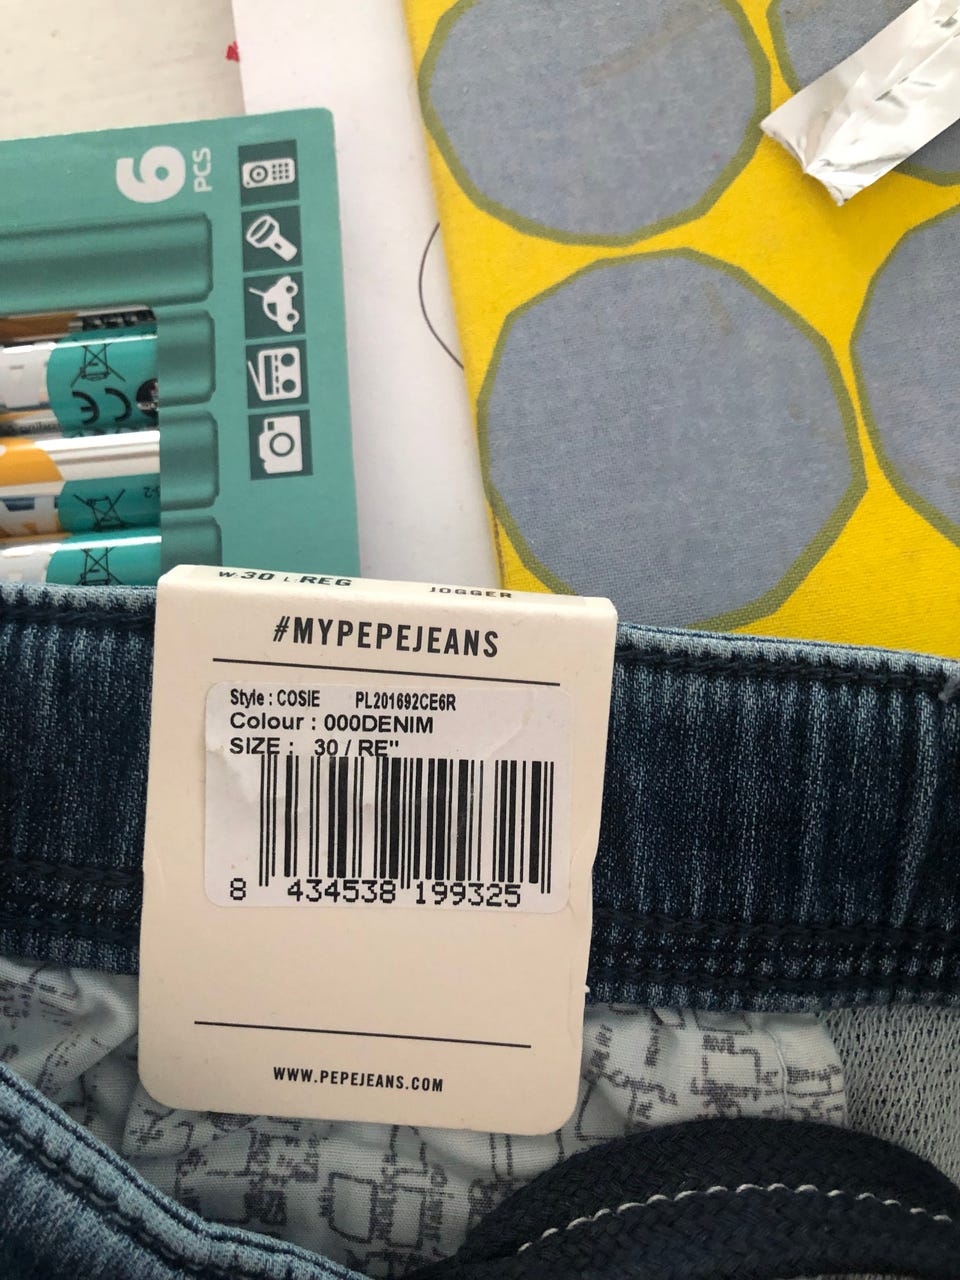 6
PCS
W:30 L:REG JOGGER
#MYPEPEJEANS
Style : COSIE PL201692CE6R
Colour : 000DENIM
SIZE : 30 / RE"
8 434538 199325
WWW.PEPEJEANS.COM